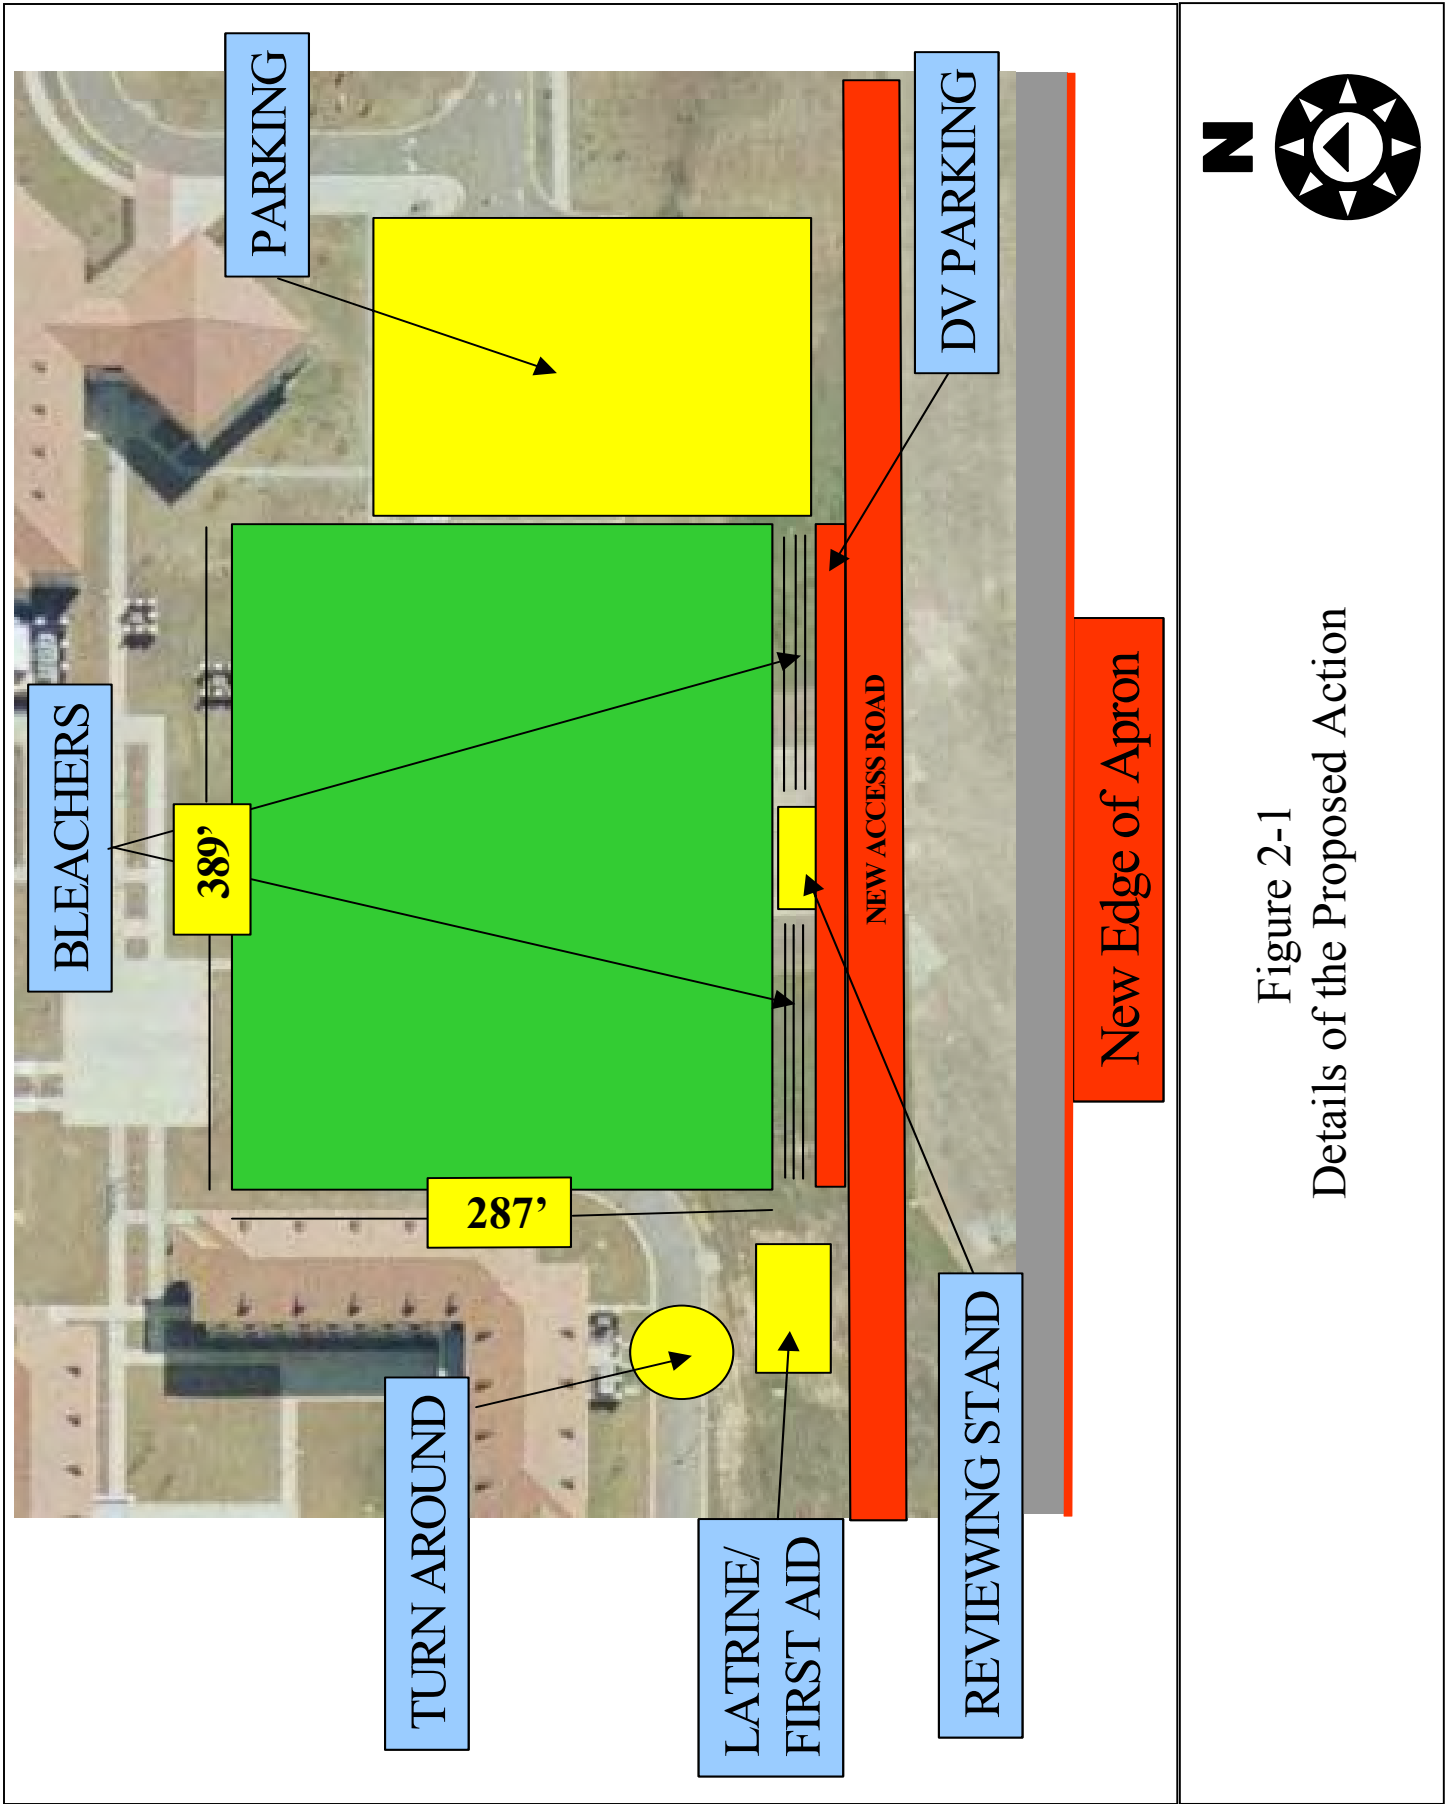 BLEACHERS
PARKING
389’
287’
TURN AROUND
LATRINE/
FIRST AID
NEW ACCESS ROAD
DV PARKING
REVIEWING STAND
New Edge of Apron
N
Figure 2-1
Details of the Proposed Action